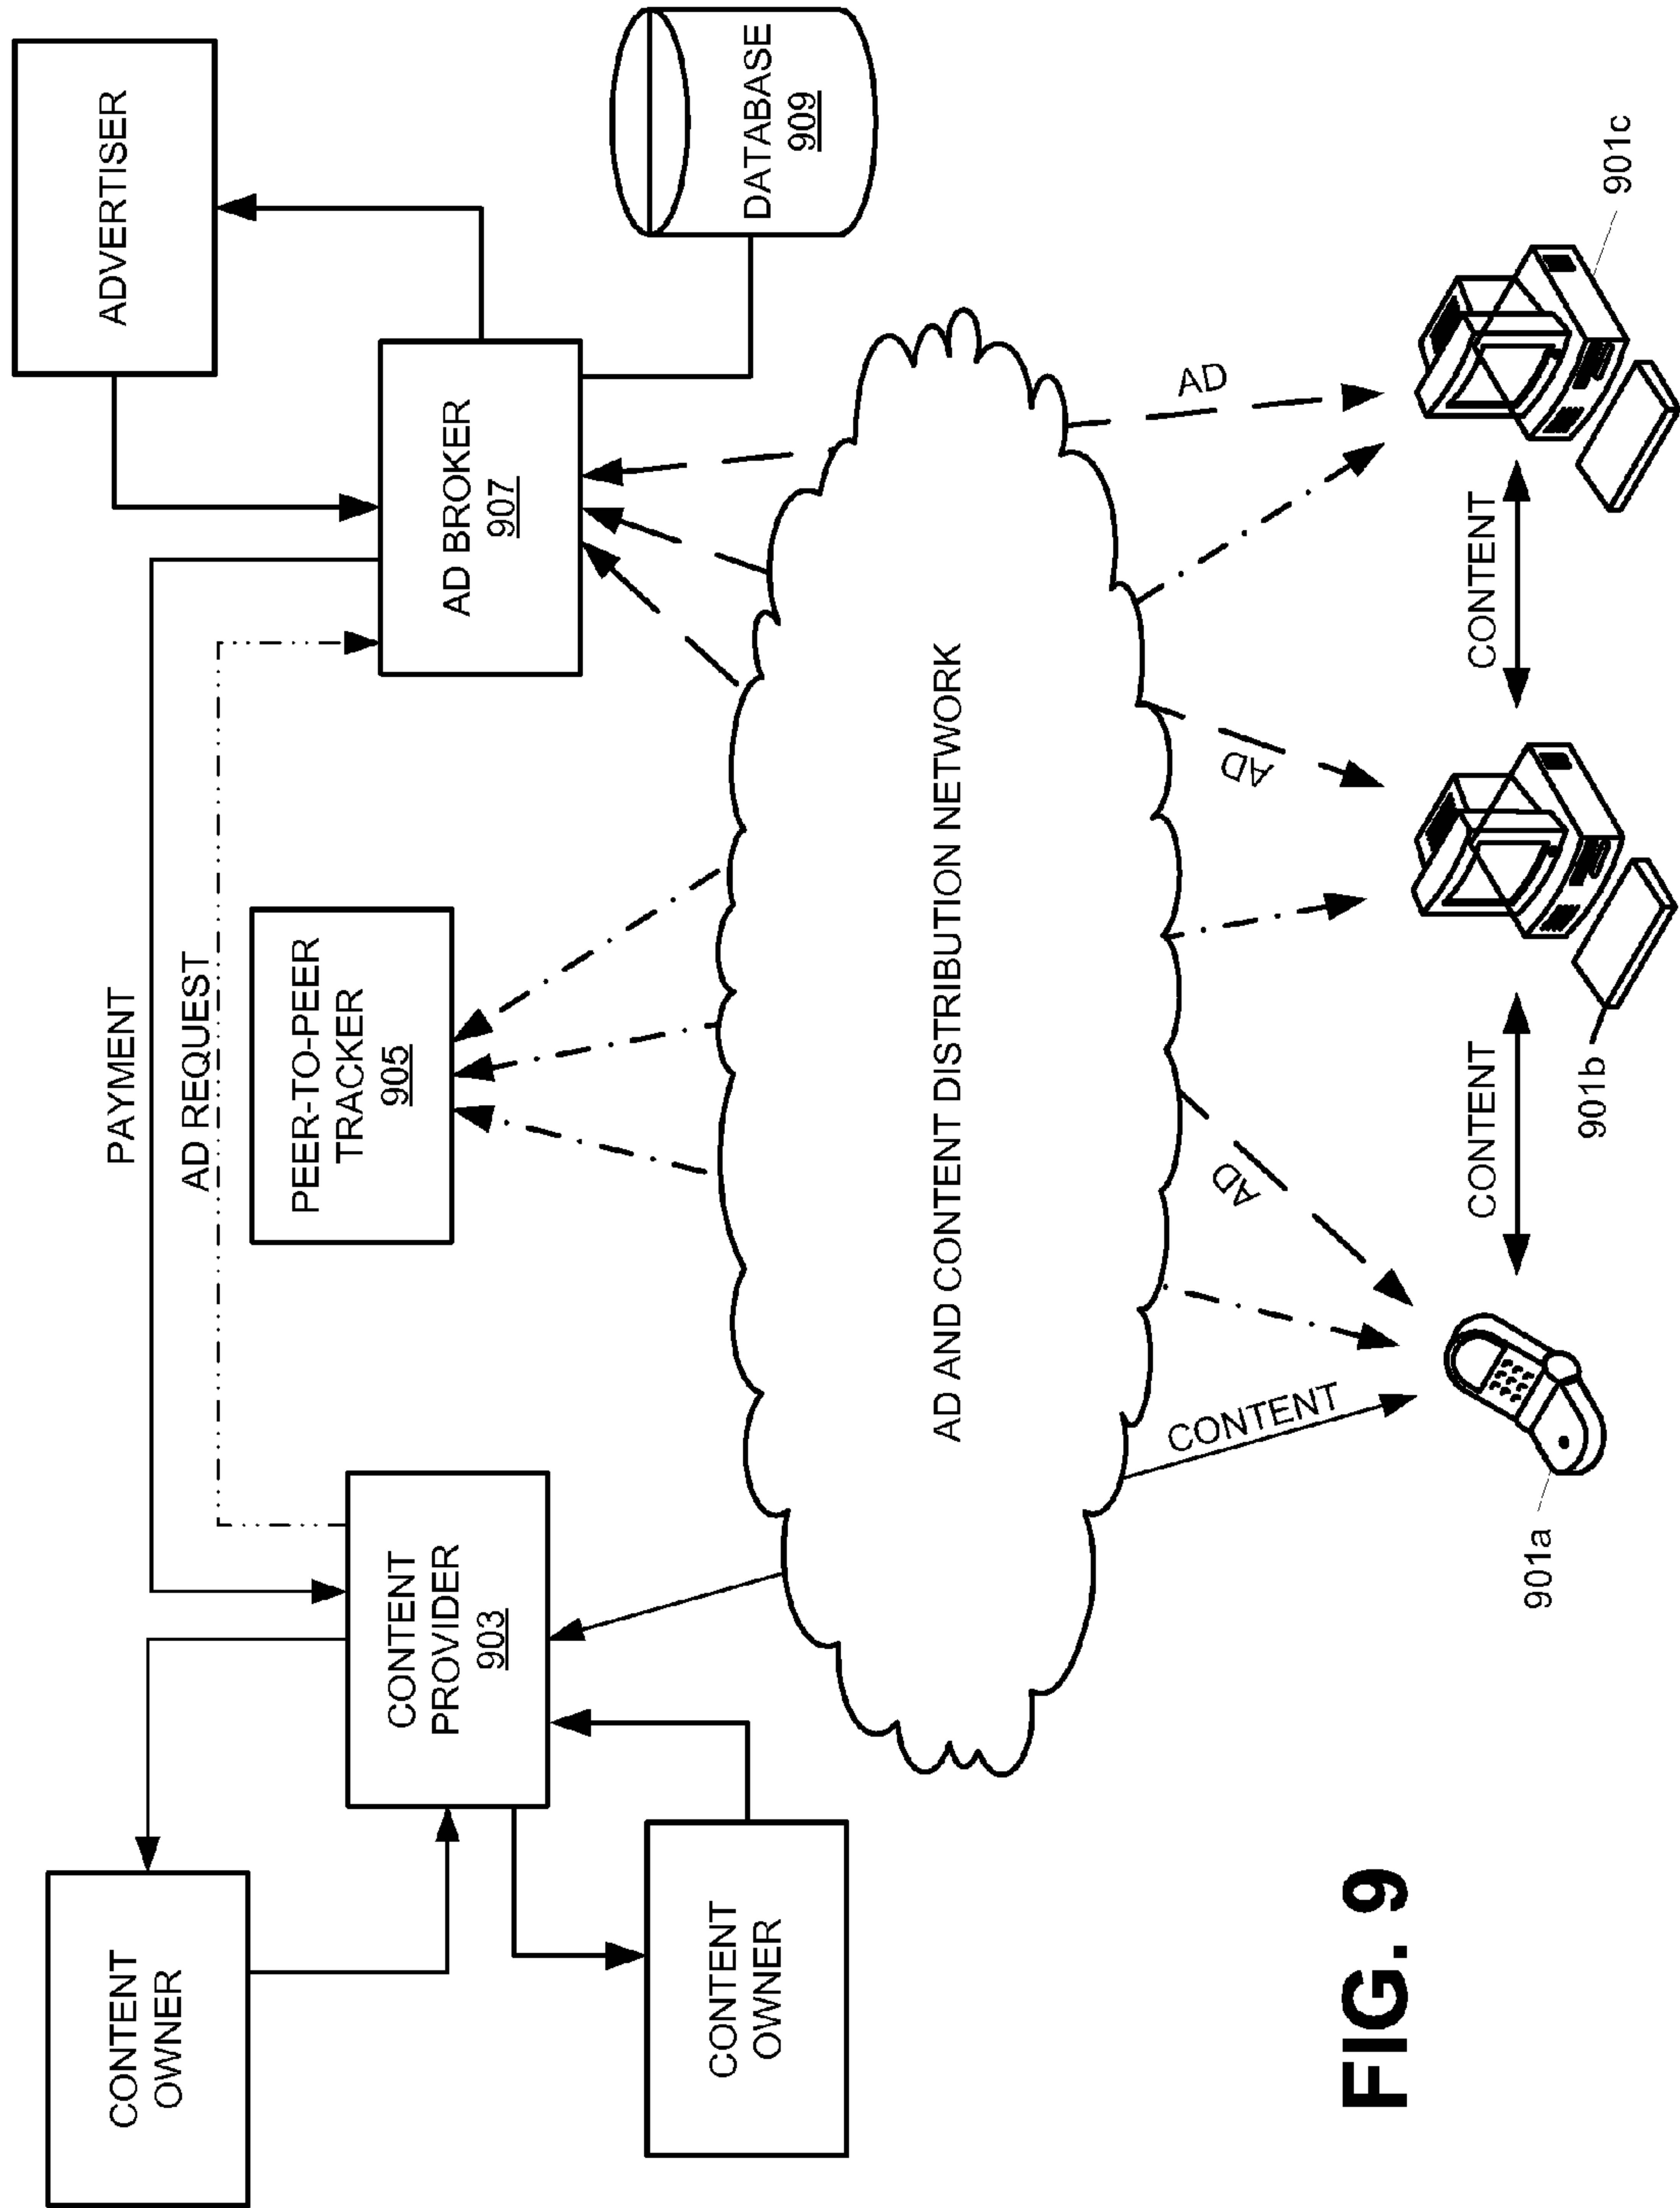 CONTENT
OWNER
PAYMENT
AD REQUEST
ADVERTISER
CONTENT
PROVIDER
903
PEER-TO-PEER
TRACKER
905
AD BROKER
907
CONTENT
OWNER
DATABASE
909
AD AND CONTENT DISTRIBUTION NETWORK
CONTENT
AD
AD
AD
CONTENT
CONTENT
901a
901b
901c
FIG. 9